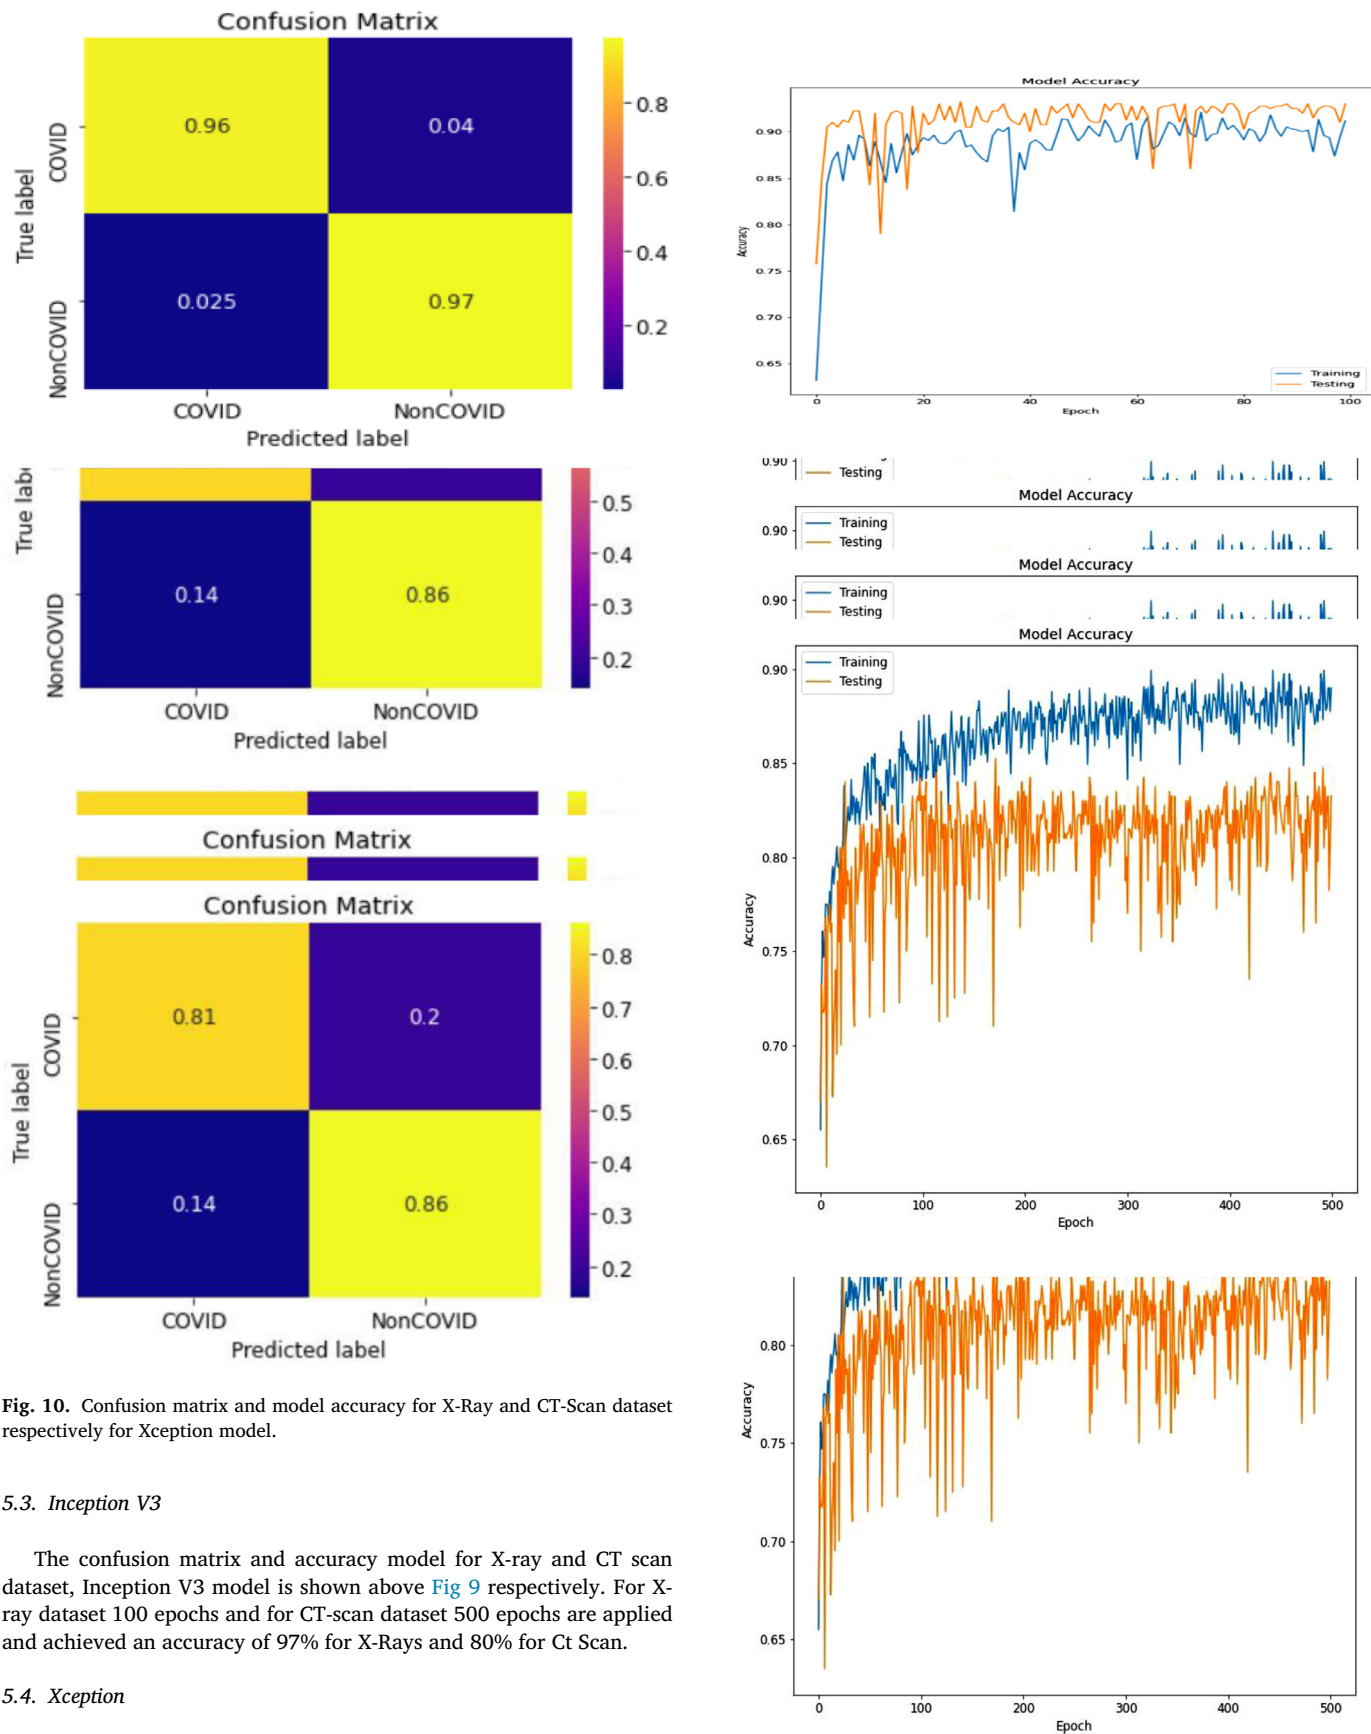 Confusion Matrix
True label
COVID
NonCOVID
0.96
0.04
0.025
0.97
0.8
0.6
0.4
0.2
COVID
NonCOVID
Predicted label
True labe
NonCOVID
0.14
0.86
0.5
0.4
0.3
0.2
COVID
NonCOVID
Predicted label
Confusion Matrix
Confusion Matrix
True label
COVID
NonCOVID
0.81
0.2
0.14
0.86
0.8
0.7
0.6
0.5
0.4
0.3
0.2
COVID
NonCOVID
Predicted label
Fig. 10. Confusion matrix and model accuracy for X-Ray and CT-Scan dataset
respectively for Xception model.
5.3. Inception V3
The confusion matrix and accuracy model for X-ray and CT scan
dataset, Inception V3 model is shown above Fig 9 respectively. For X-
ray dataset 100 epochs and for CT-scan dataset 500 epochs are applied
and achieved an accuracy of 97% for X-Rays and 80% for Ct Scan.
5.4. Xception
Model Accuracy
Accuracy
0.90
0.85
0.80
0.75
0.70
0.65
Training
Testing
0 20 40 60 80 100
Epoch
0.90
Testing
Model Accuracy
0.90
Training
Testing
Model Accuracy
0.90
Training
Testing
Model Accuracy
Training
Testing
Accuracy
0.90
0.85
0.80
0.75
0.70
0.65
0 100 200 300 400 500
Epoch
Accuracy
0.80
0.75
0.70
0.65
0 100 200 300 400 500
Epoch